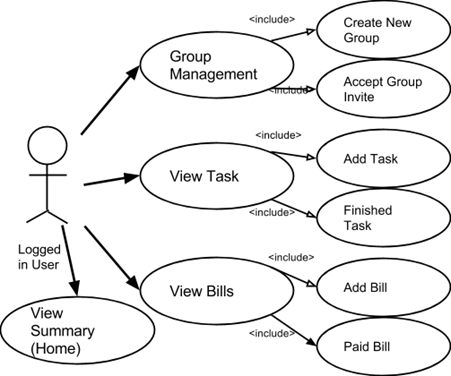 <include>
Create New
Group
Group
Management
<include>
Accept Group
Invite
<include>
Add Task
View Task
<include>
Finished
Task
Logged
in User
<include>
Add Bill
View Bills
<include>
Paid Bill
View
Summary
(Home)